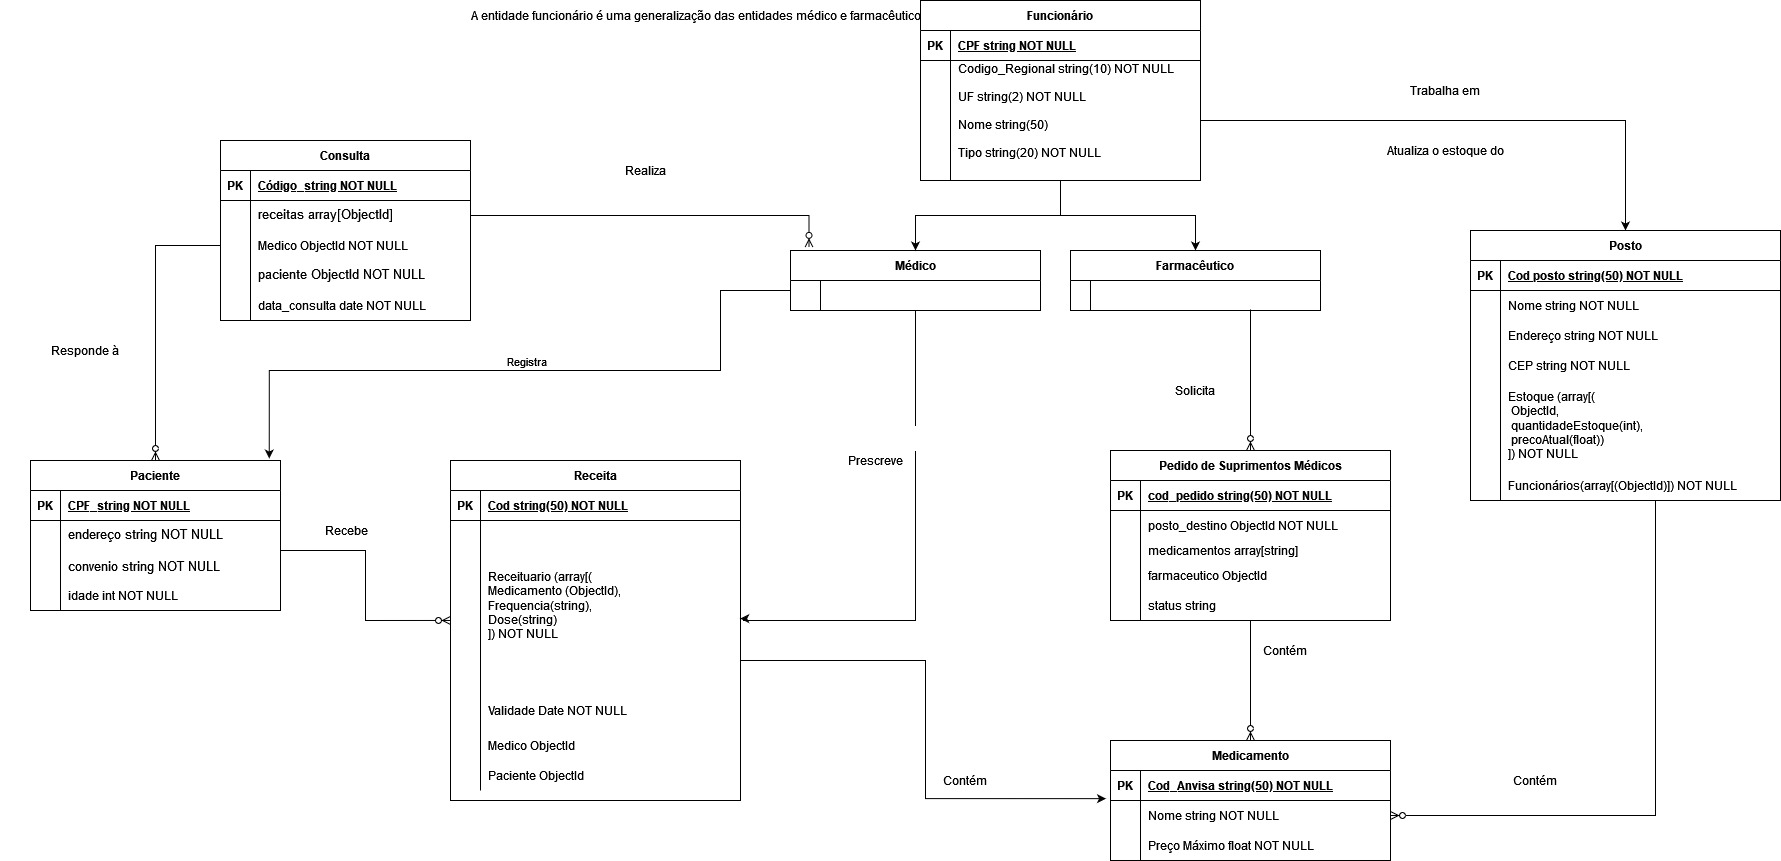 A entidade funcionário é uma generalização das entidades médico e farmacêutico
Funcionário
PK CPF string NOT NULL
Codigo_Regional string(10) NOT NULL
UF string(2) NOT NULL
Nome string(50)
Tipo string(20) NOT NULL
Trabalha em
Atualiza o estoque do
Consulta
PK Código_string NOT NULL
receitas array[ObjectId]
Medico ObjectId NOT NULL
paciente ObjectId NOT NULL
data_consulta date NOT NULL
Realiza
Médico
Farmacêutico
Posto
PK Cod posto string(50) NOT NULL
Nome string NOT NULL
Endereço string NOT NULL
CEP string NOT NULL
Estoque (array[(
ObjectId,
quantidadeEstoque(int),
precoAtual(float))
]) NOT NULL
Funcionários(array[(ObjectId)]) NOT NULL
Responde à
Registra
Solicita
Prescreve
Paciente
PK CPF_string NOT NULL
endereço string NOT NULL
convenio string NOT NULL
idade int NOT NULL
Recebe
Receita
PK Cod string(50) NOT NULL
Receituario (array[(
Medicamento (ObjectId),
Frequencia(string),
Dose(string)
]) NOT NULL
Validade Date NOT NULL
Medico ObjectId
Paciente ObjectId
Pedido de Suprimentos Médicos
PK cod_pedido string(50) NOT NULL
posto_destino ObjectId NOT NULL
medicamentos array[string]
farmaceutico ObjectId
status string
Contém
Contém
Contém
Medicamento
PK Cod_Anvisa string(50) NOT NULL
Nome string NOT NULL
Preço Máximo float NOT NULL